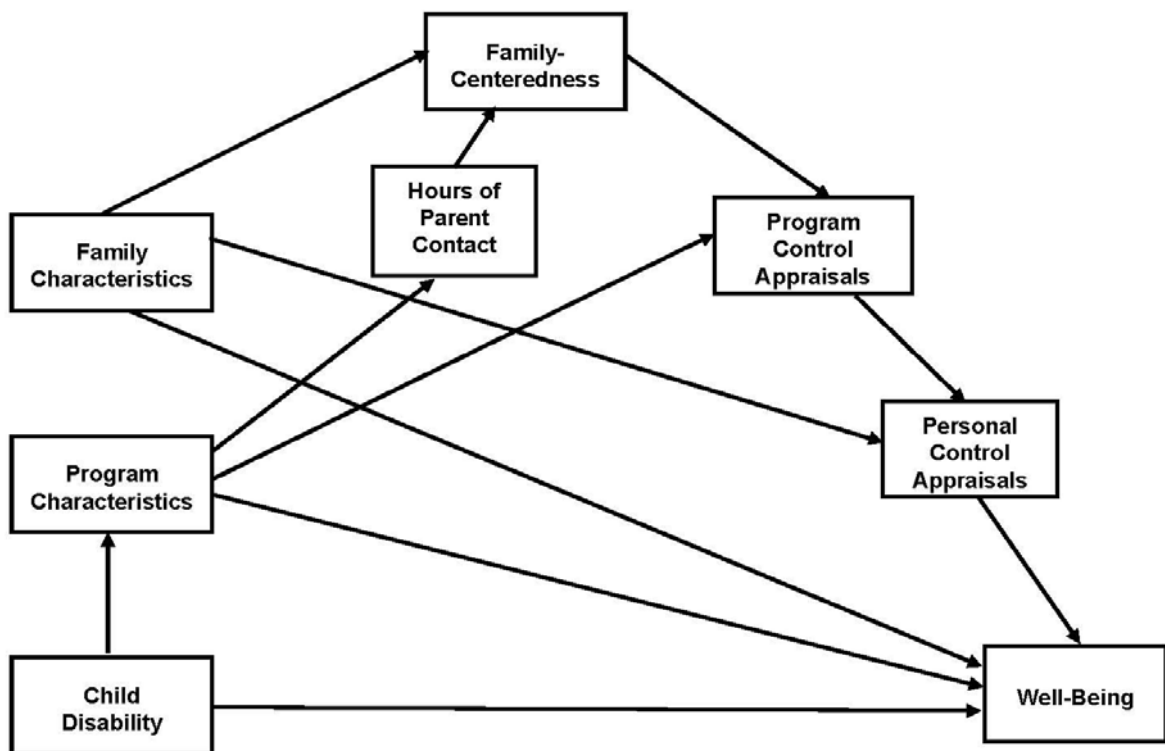 Family-
Centeredness
Hours of
Parent
Contact
Program
Control
Appraisals
Family
Characteristics
Personal
Control
Appraisals
Program
Characteristics
Child
Disability
Well-Being